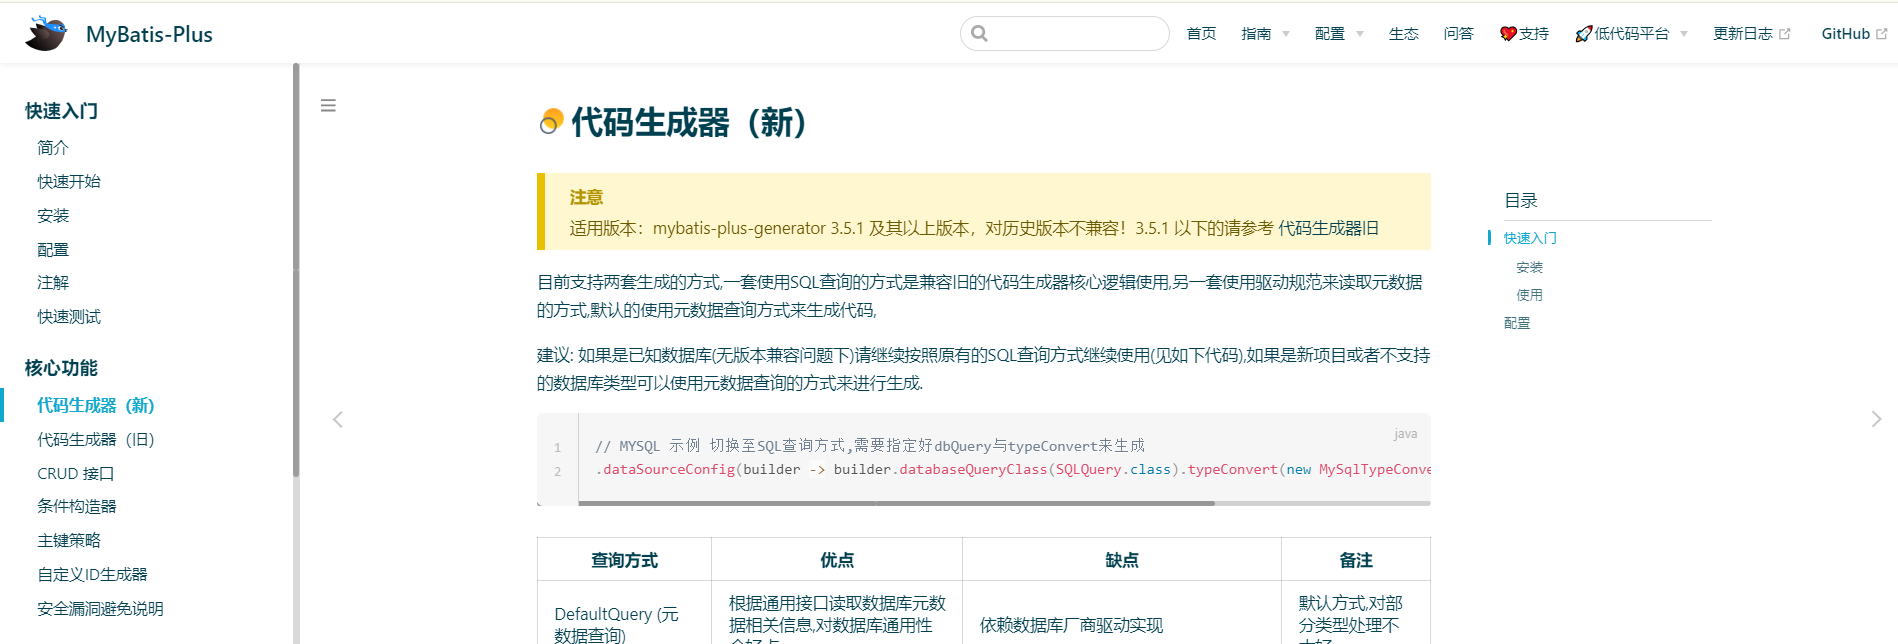 MyBatis-Plus
首页
指南
配置
生态
问答
支持
低代码平台
更新日志
GitHub
快速入门
简介
快速开始
安装
配置
注解
快速测试
核心功能
代码生成器（新）
代码生成器（旧）
CRUD 接口
条件构造器
主键策略
自定义ID生成器
安全漏洞避免说明
代码生成器（新）
注意
适用版本：mybatis-plus-generator 3.5.1 及其以上版本，对历史版本不兼容！3.5.1 以下的请参考 代码生成器旧
目前支持两套生成的方式,一套使用SQL查询的方式是兼容旧的代码生成器核心逻辑使用,另一套使用驱动规范来读取元数据
的方式,默认的使用元数据查询方式来生成代码,
建议: 如果是已知数据库(无版本兼容问题下)请继续按照原有的SQL查询方式继续使用(见如下代码),如果是新项目或者不支持
的数据库类型可以使用元数据查询的方式来进行生成.
java
1 // MYSQL 示例 切换至SQL查询方式,需要指定好dbQuery与typeConvert来生成
2 .dataSourceConfig(builder -> builder.databaseQueryClass(SQLQuery.class).typeConvert(new MySqlTypeConve
查询方式 优点 缺点 备注
DefaultQuery (元
数据查询)
根据通用接口读取数据库元数
据相关信息,对数据库通用性
依赖数据库厂商驱动实现
默认方式,对部
分类型处理不
目录
快速入门
安装
使用
配置